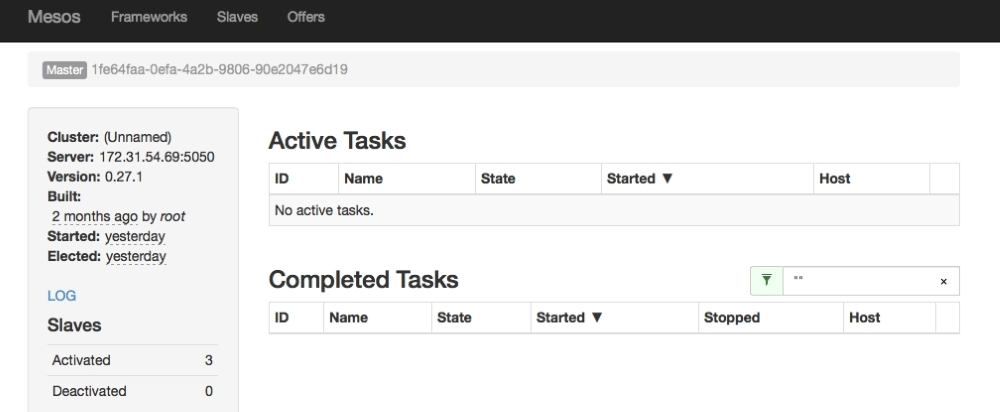 Mesos Frameworks Slaves Offers
Master 1fe64faa-0efa-4a2b-9806-90e2047e6d19
Cluster: (Unnamed)
Server: 172.31.54.69:5050
Version: 0.27.1
Built:
2 months ago by root
Started: yesterday
Elected: yesterday
LOG
Slaves
Activated 3
Deactivated 0
Active Tasks
ID Name State Started ▼ Host
No active tasks.
Completed Tasks
"" ×
ID Name State Started ▼ Stopped Host